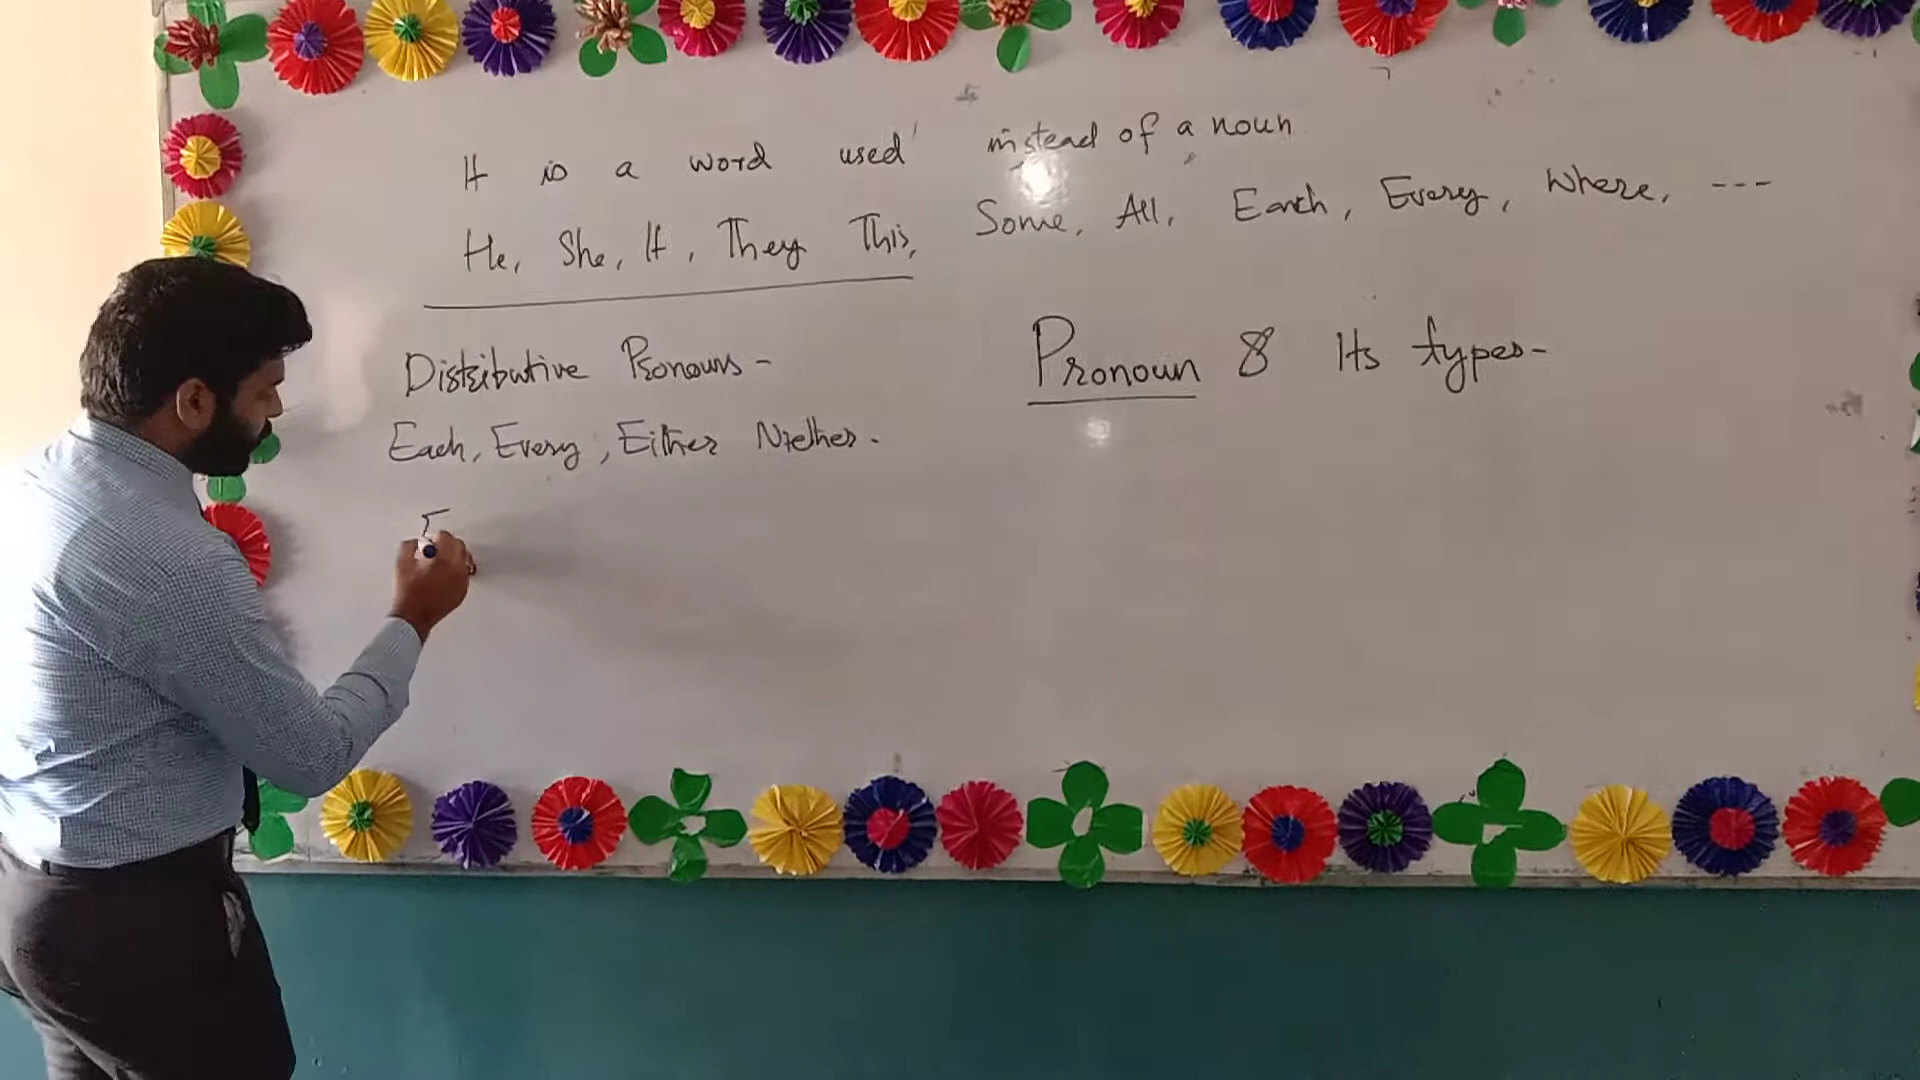 It is a word used instead of a noun
He, She, It, They This, Some, All, Each, Every, Where, ---
Pronoun & Its types-
Distributive Pronouns -
Each, Every, Either Niether.